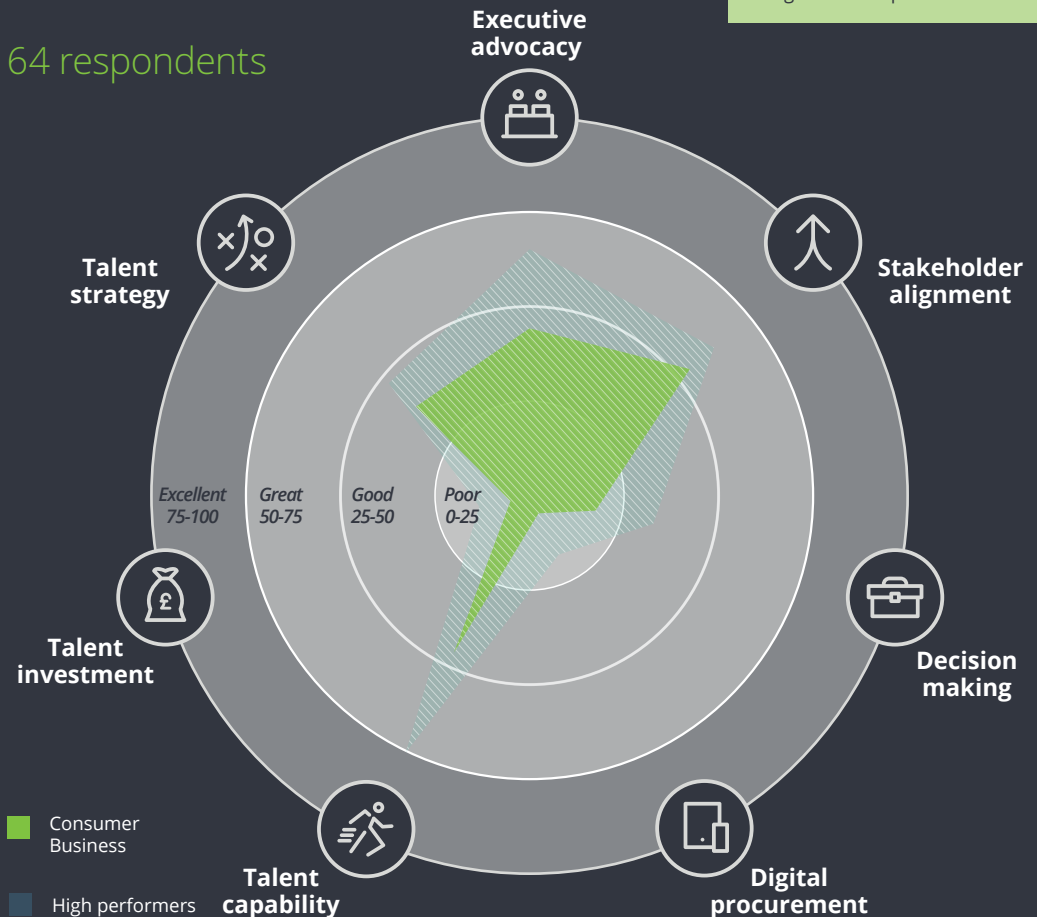 Executive
advocacy
64 respondents
Talent
strategy
Stakeholder
alignment
Excellent
75-100
Great
50-75
Good
25-50
Poor
0-25
£
Talent
investment
Decision
making
Consumer
Business
High performers
Talent
capability
Digital
procurement